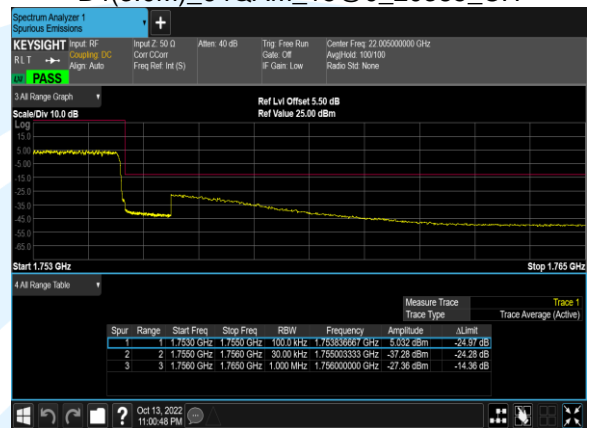 Spectrum Analyzer 1
Spurious Emissions
KEYSIGHT Input: RF Input Z: 50 Ω Atten: 40 dB Trig: Free Run Center Freq: 22.005000000 GHz
RLT Coupling: DC Corr CCorr Gate: Off Avg|Hold: 100/100
Align: Auto Freq Ref: Int (S) IF Gain: Low Radio Std: None
PASS
3 All Range Graph
Ref Lvl Offset 5.50 dB
Scale/Div 10.0 dB Ref Value 25.00 dBm
Log
15.0
5.00
-5.00
-15.0
-25.0
-35.0
-45.0
-55.0
-65.0
Start 1.753 GHz Stop 1.765 GHz
4 All Range Table
Measure Trace Trace 1
Trace Type Trace Average (Active)
Spur Range Start Freq Stop Freq RBW Frequency Amplitude ΔLimit
1 1 1.7530 GHz 1.7550 GHz 100.0 kHz 1.753836667 GHz 5.032 dBm -24.97 dB
2 2 1.7550 GHz 1.7560 GHz 30.00 kHz 1.755003333 GHz -37.28 dBm -24.28 dB
3 3 1.7560 GHz 1.7650 GHz 1.000 MHz 1.756000000 GHz -27.36 dBm -14.36 dB
Oct 13, 2022
11:00:48 PM